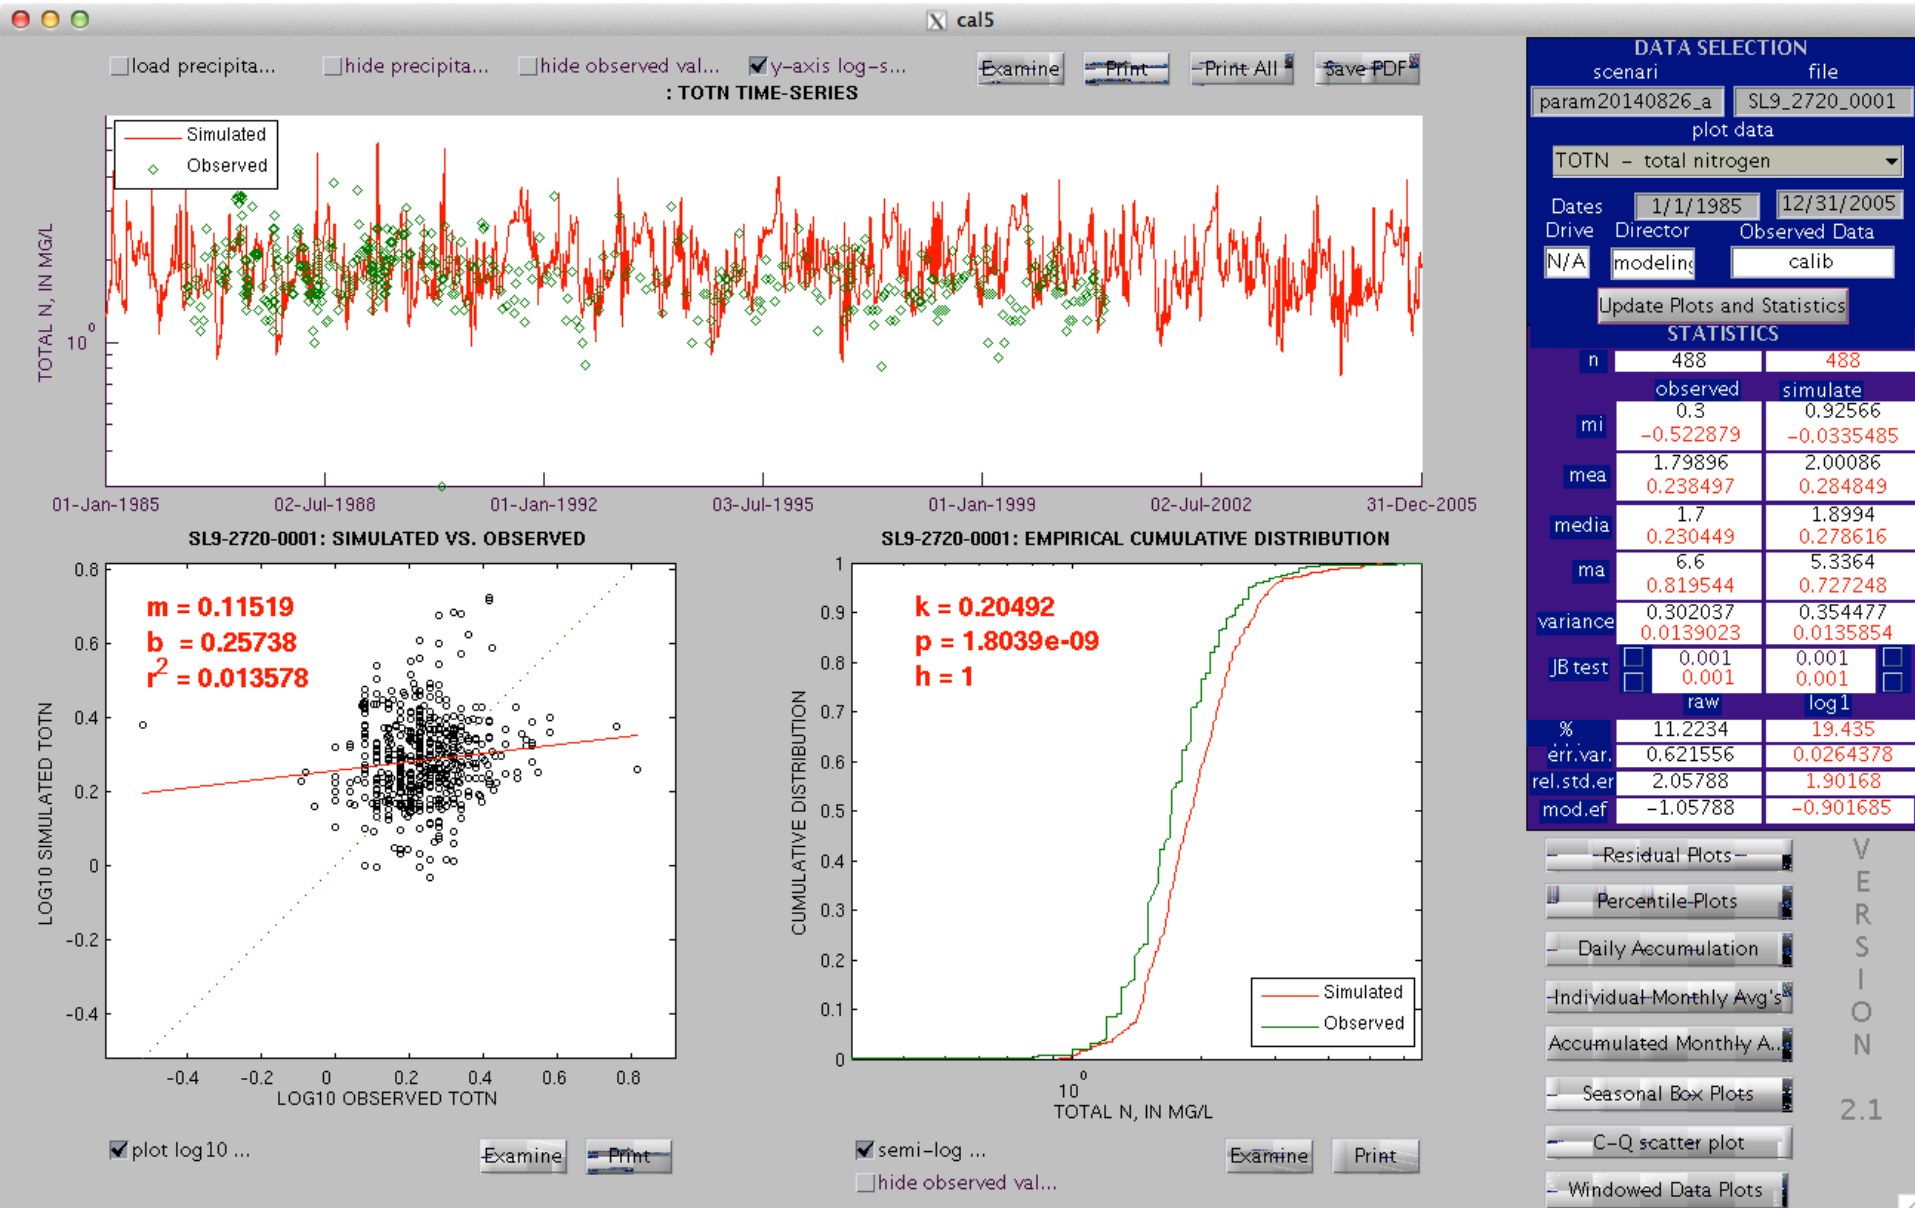 cal5
load precipita...
hide precipita...
hide observed val...
y-axis log-s...
Examine
Print
Print All
Save PDF
: TOTN TIME-SERIES
Simulated
Observed
TOTAL N, IN MG/L
10 0
01-Jan-1985
02-Jul-1988
01-Jan-1992
03-Jul-1995
01-Jan-1999
02-Jul-2002
31-Dec-2005
SL9-2720-0001: SIMULATED VS. OBSERVED
m = 0.11519
b = 0.25738
r2 = 0.013578
LOG10 SIMULATED TOTN
0.8
0.6
0.4
0.2
0
-0.2
-0.4
-0.4
-0.2
0
0.2
0.4
0.6
0.8
LOG10 OBSERVED TOTN
plot log10 ...
Examine
Print
SL9-2720-0001: EMPIRICAL CUMULATIVE DISTRIBUTION
k = 0.20492
p = 1.8039e-09
h = 1
CUMULATIVE DISTRIBUTION
1
0.9
0.8
0.7
0.6
0.5
0.4
0.3
0.2
0.1
0
Simulated
Observed
10 0
TOTAL N, IN MG/L
semi-log ...
hide observed val...
Examine
Print
DATA SELECTION
scenari
file
param20140826_a
SL9_2720_0001
plot data
TOTN - total nitrogen
Dates
1/1/1985
12/31/2005
Drive
Director
Observed Data
N/A
modeling
calib
Update Plots and Statistics
STATISTICS
n 488 488
observed simulate
mi 0.3 0.92566
-0.522879 -0.0335485
mea 1.79896 2.00086
0.238497 0.284849
media 1.7 1.8994
0.230449 0.278616
ma 6.6 5.3364
0.819544 0.727248
variance 0.302037 0.354477
0.0139023 0.0135854
JB test 0.001 0.001
0.001 0.001
raw log1
% 11.2234 19.435
err.var. 0.621556 0.0264378
rel.std.er 2.05788 1.90168
mod.ef -1.05788 -0.901685
Residual Plots
Percentile Plots
Daily Accumulation
Individual Monthly Avg's
Accumulated Monthly A..
Seasonal Box Plots
C-Q scatter plot
Windowed Data Plots
VERSION
2.1